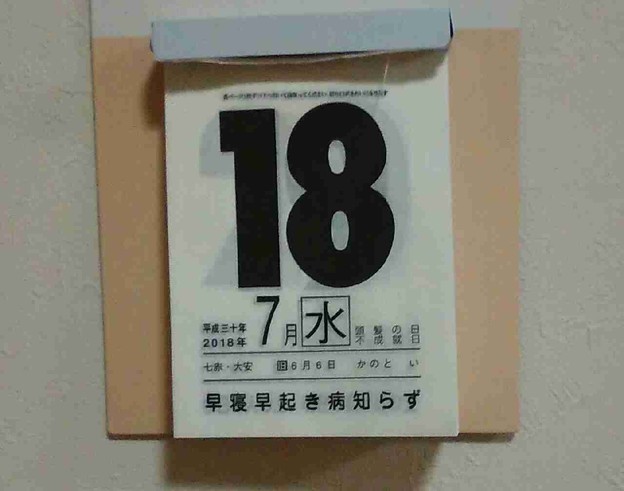 18
平成三十年
2018年
7月
水
頭髪の日
不成就日
七赤・大安 旧6月6日 かのと い
早寝早起き病知らず